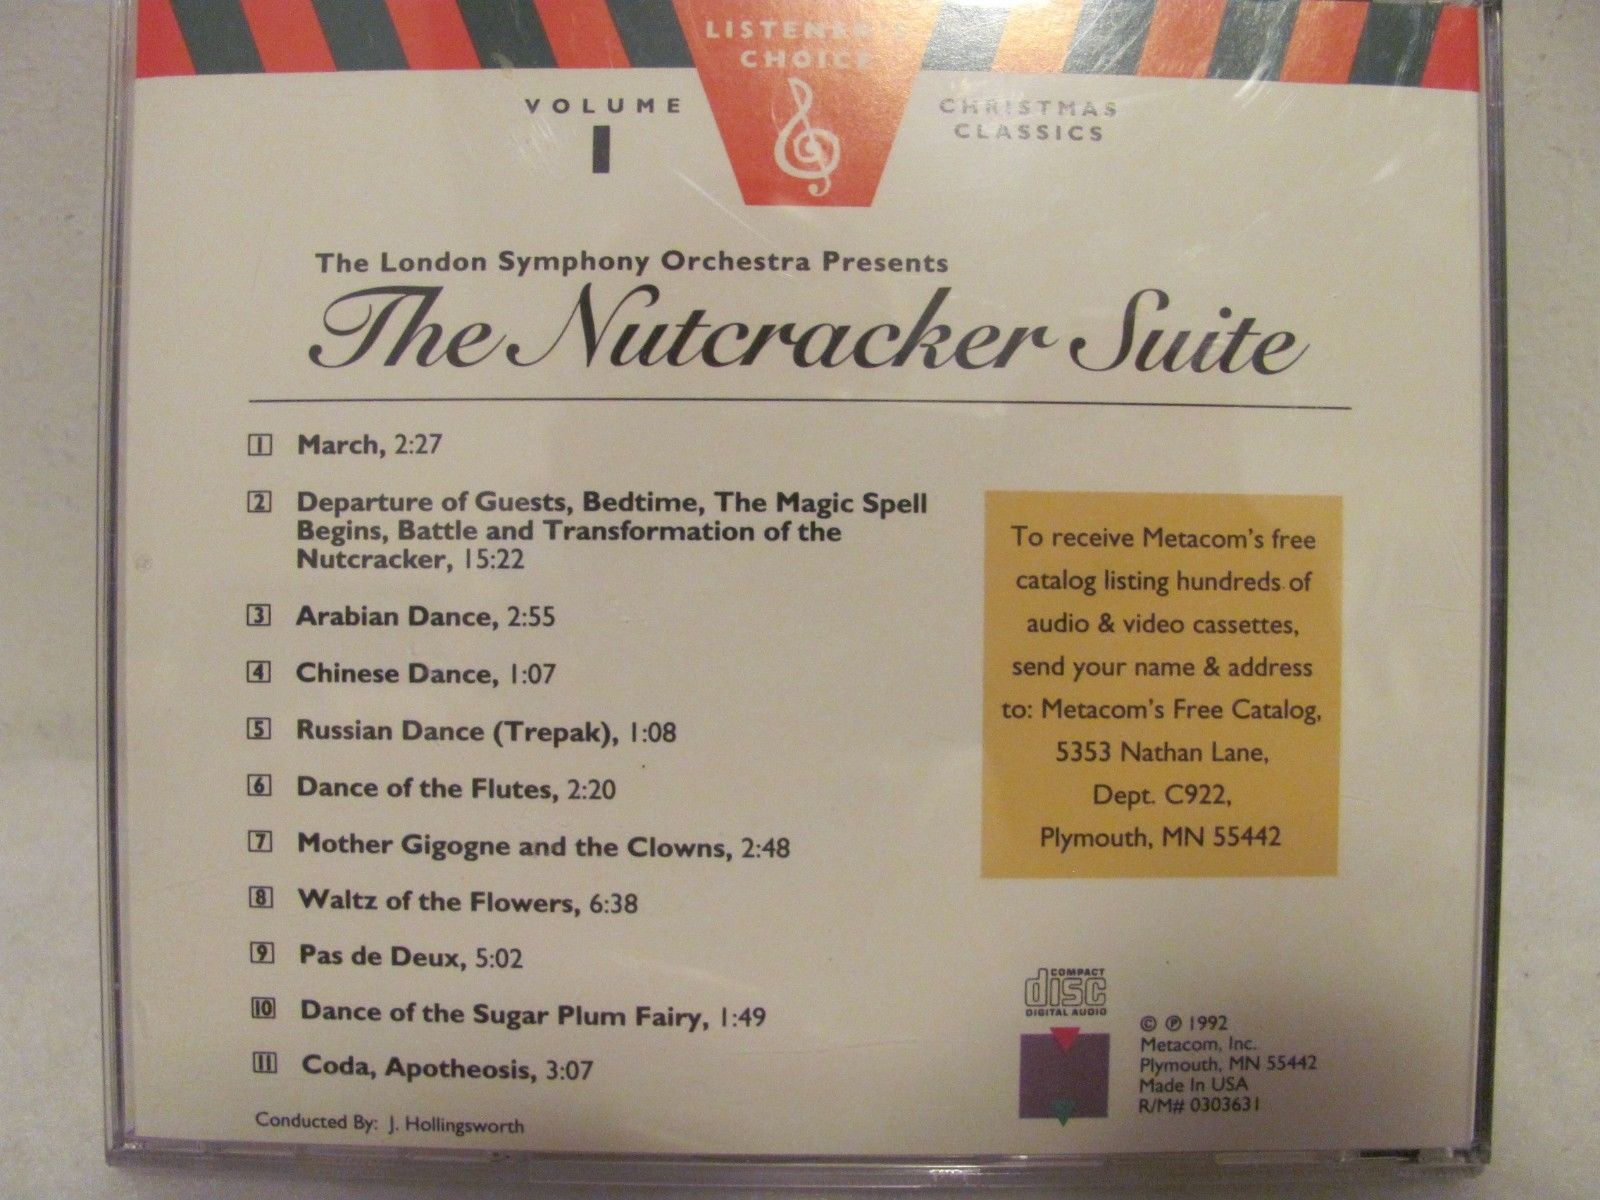 LISTENER'S
CHOICE
VOLUME
I
CHRISTMAS
CLASSICS
The London Symphony Orchestra Presents
The Nutcracker Suite
1 March, 2:27
2 Departure of Guests, Bedtime, The Magic Spell
Begins, Battle and Transformation of the
Nutcracker, 15:22
3 Arabian Dance, 2:55
4 Chinese Dance, 1:07
5 Russian Dance (Trepak), 1:08
6 Dance of the Flutes, 2:20
7 Mother Gigogne and the Clowns, 2:48
8 Waltz of the Flowers, 6:38
9 Pas de Deux, 5:02
10 Dance of the Sugar Plum Fairy, 1:49
11 Coda, Apotheosis, 3:07
Conducted By: J. Hollingsworth
To receive Metacom's free
catalog listing hundreds of
audio & video cassettes,
send your name & address
to: Metacom's Free Catalog,
5353 Nathan Lane,
Dept. C922,
Plymouth, MN 55442
COMPACT
disc
DIGITAL AUDIO
© ℗ 1992
Metacom, Inc.
Plymouth, MN 55442
Made In USA
R/M# 0303631